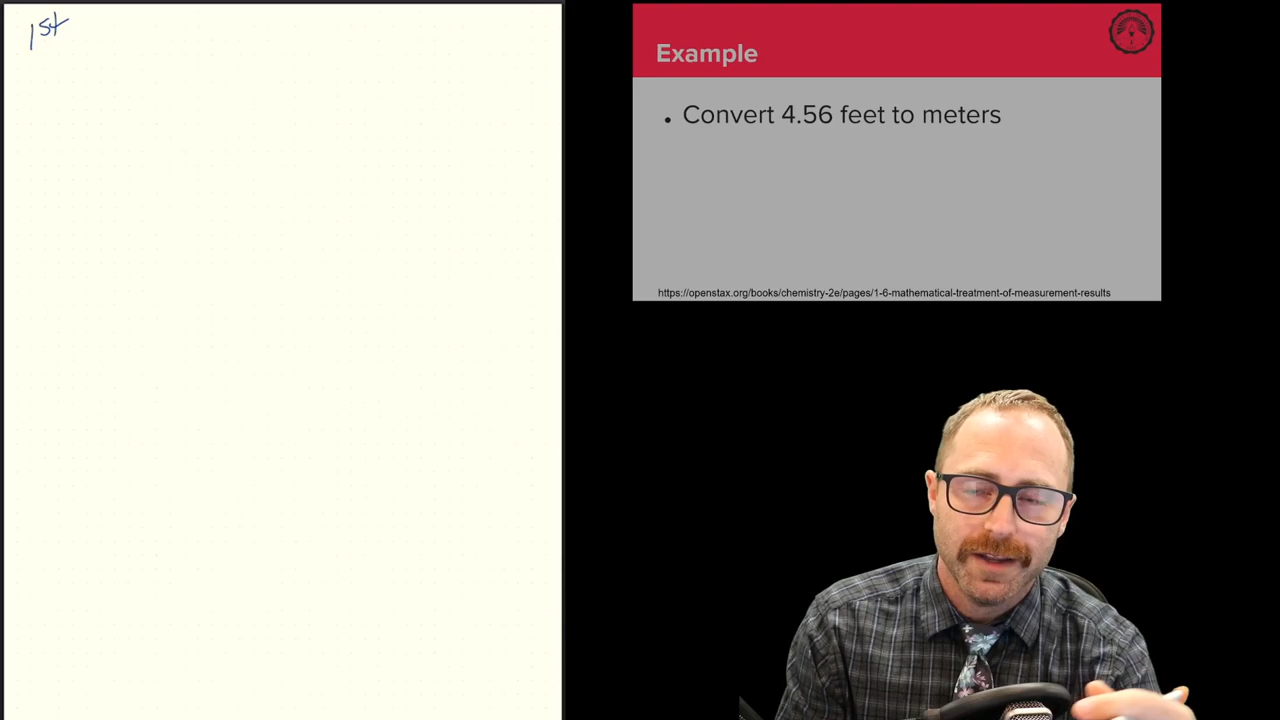 1st
Example
• Convert 4.56 feet to meters
https://openstax.org/books/chemistry-2e/pages/1-6-mathematical-treatment-of-measurement-results